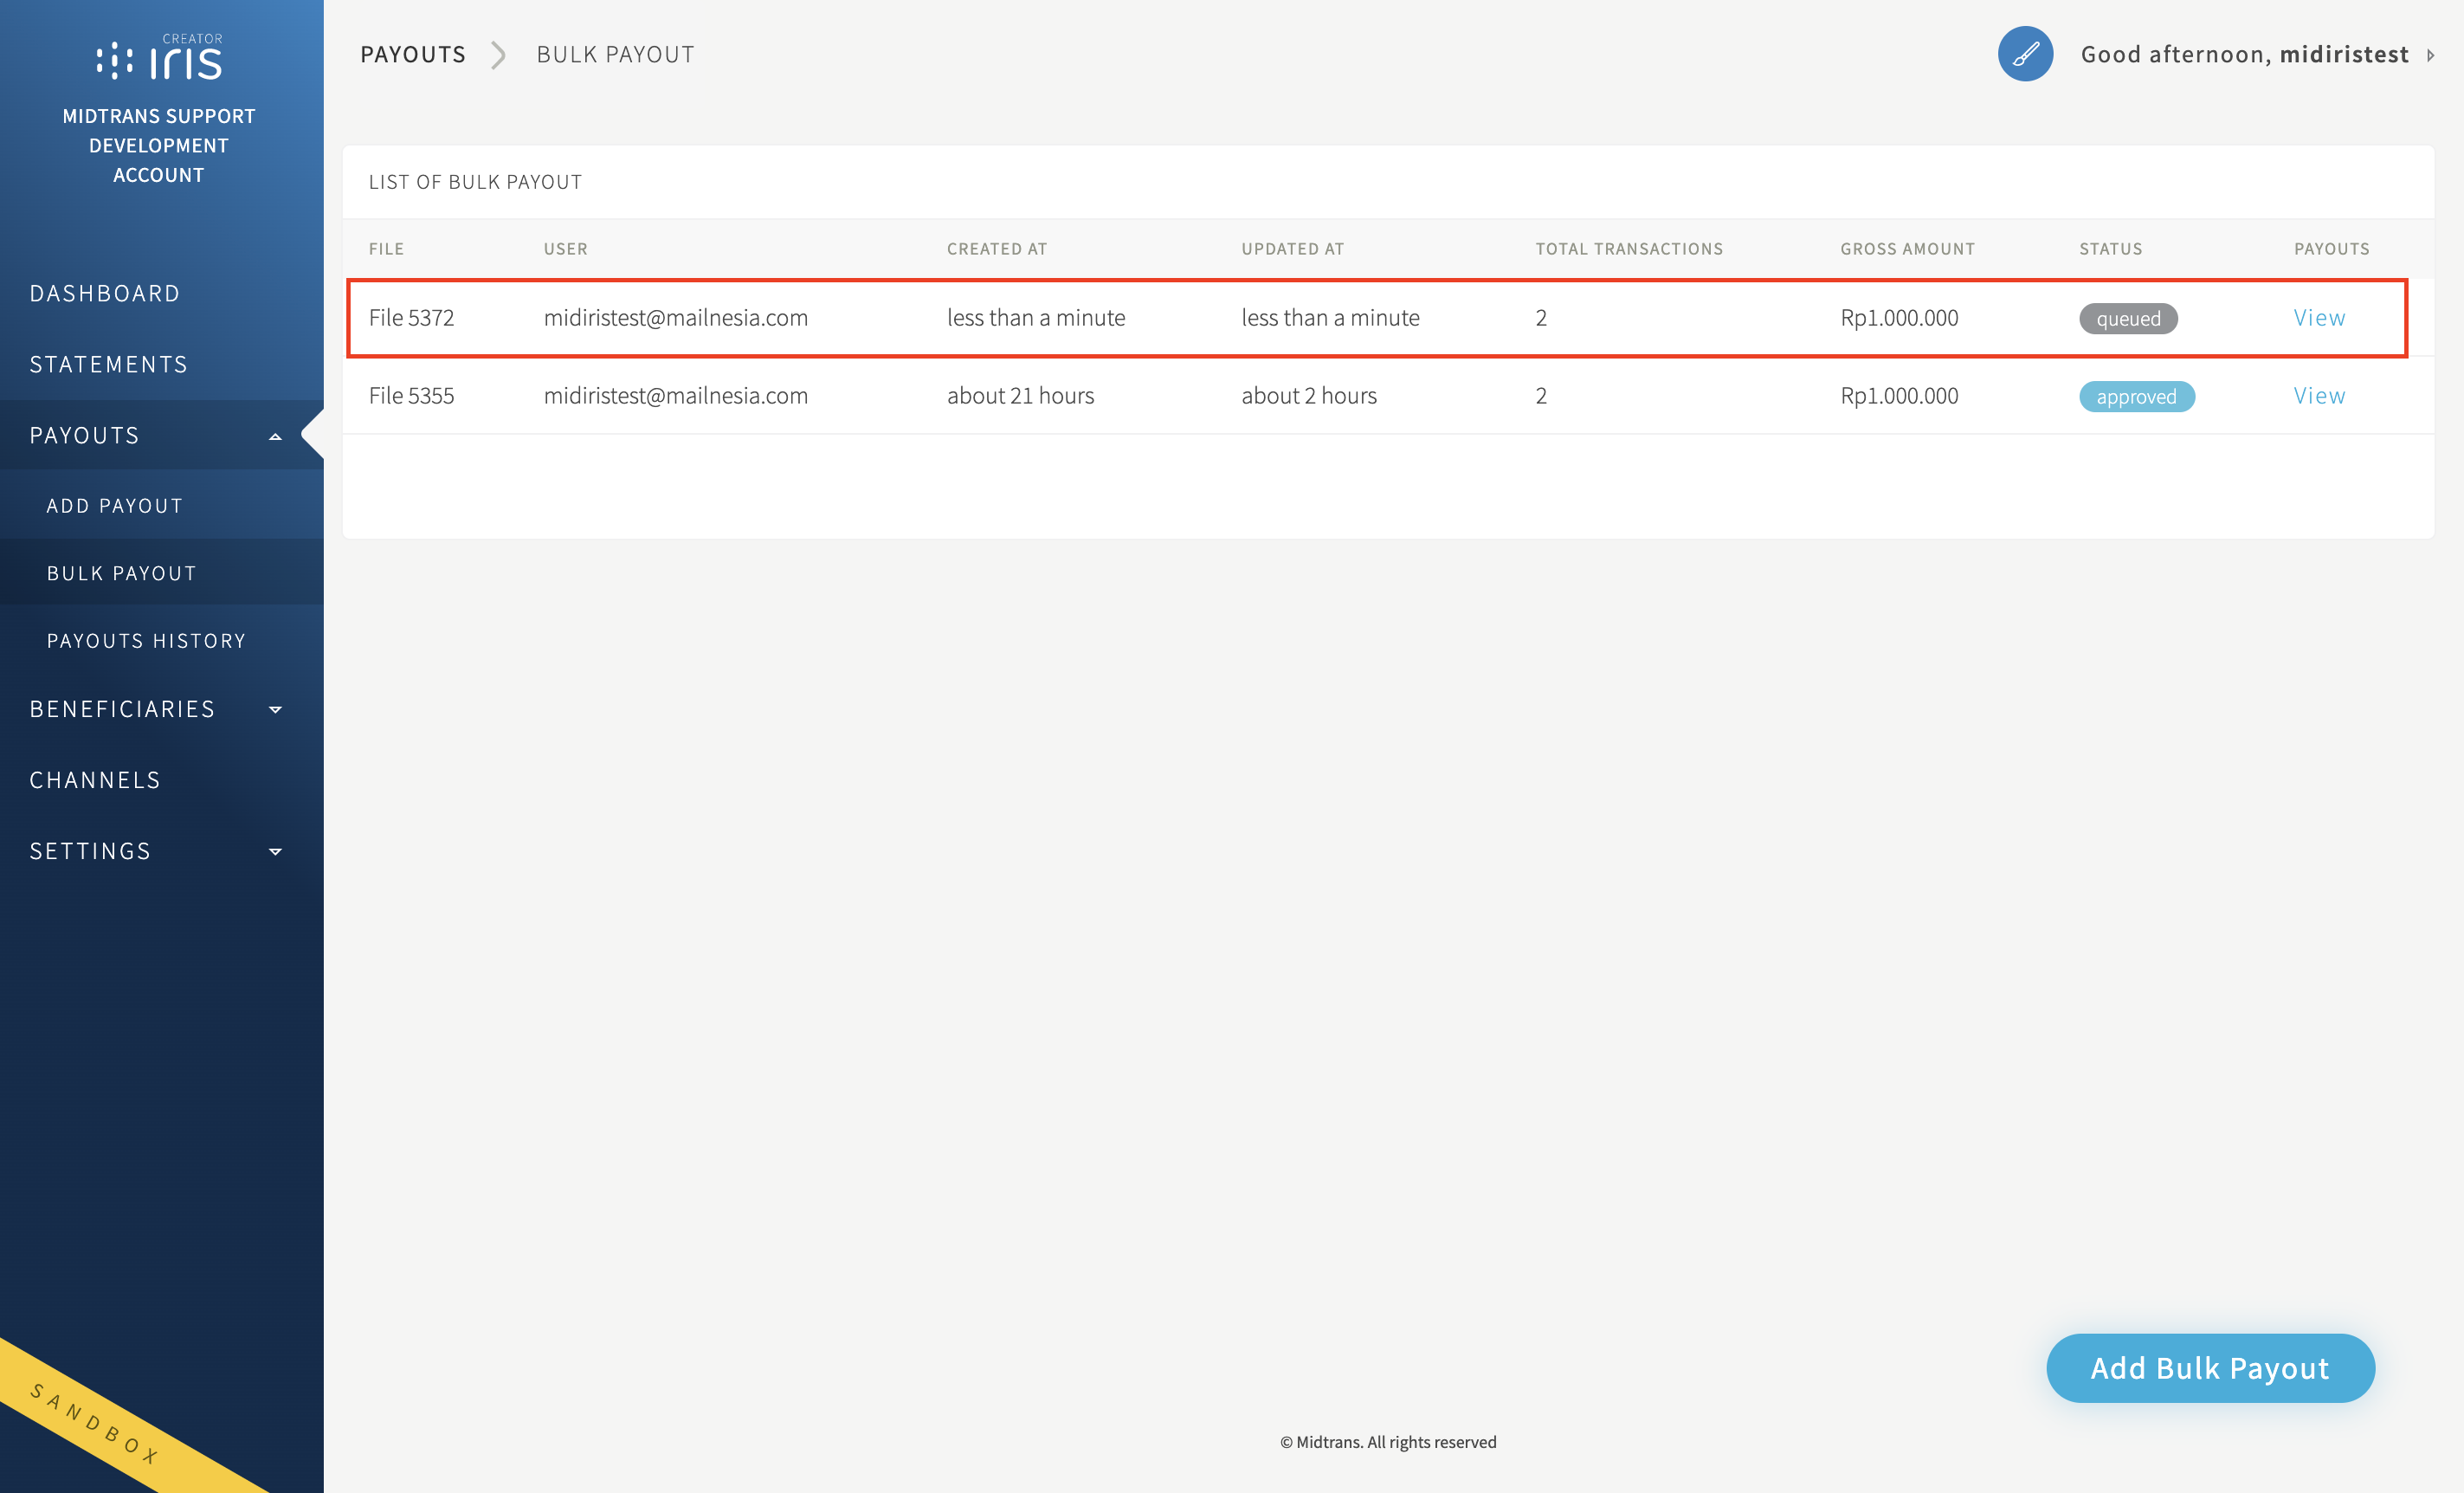 CREATOR
iris
MIDTRANS SUPPORT
DEVELOPMENT
ACCOUNT
DASHBOARD
STATEMENTS
PAYOUTS
ADD PAYOUT
BULK PAYOUT
PAYOUTS HISTORY
BENEFICIARIES
CHANNELS
SETTINGS
SANDBOX
PAYOUTS BULK PAYOUT
Good afternoon, midiristest
LIST OF BULK PAYOUT
FILE USER CREATED AT UPDATED AT TOTAL TRANSACTIONS GROSS AMOUNT STATUS PAYOUTS
File 5372 midiristest@mailnesia.com less than a minute less than a minute 2 Rp1.000.000 queued View
File 5355 midiristest@mailnesia.com about 21 hours about 2 hours 2 Rp1.000.000 approved View
Add Bulk Payout
© Midtrans. All rights reserved